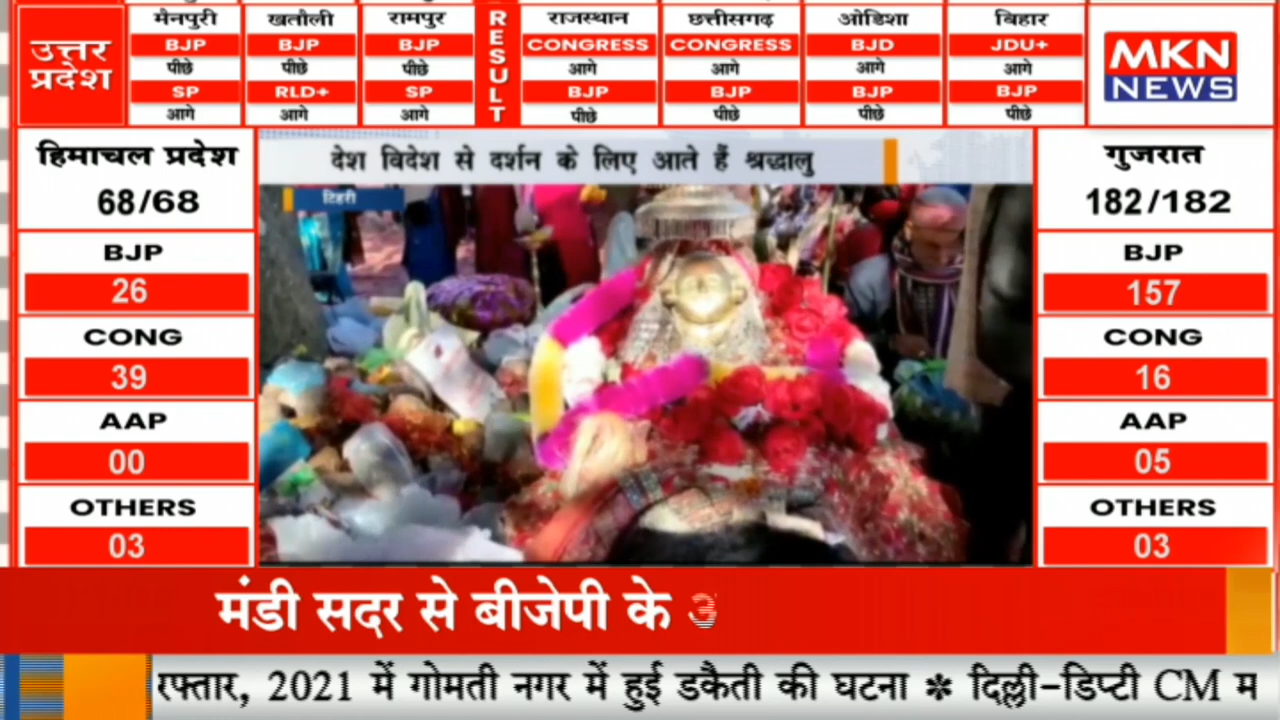 उत्तर
प्रदेश
मैनपुरी
BJP
पीछे
SP
आगे
खतौली
BJP
पीछे
RLD+
आगे
रामपुर
BJP
पीछे
SP
आगे
RESULT
राजस्थान
CONGRESS
आगे
BJP
पीछे
छत्तीसगढ़
CONGRESS
आगे
BJP
पीछे
ओडिशा
BJD
आगे
BJP
पीछे
बिहार
JDU+
आगे
BJP
पीछे
MKN
NEWS
हिमाचल प्रदेश
68/68
BJP
26
CONG
39
AAP
00
OTHERS
03
देश विदेश से दर्शन के लिए आते हैं श्रद्धालु
टिहरी
गुजरात
182/182
BJP
157
CONG
16
AAP
05
OTHERS
03
मंडी सदर से बीजेपी के
रफ्तार, 2021 में गोमती नगर में हुई डकैती की घटना * दिल्ली-डिप्टी CM म